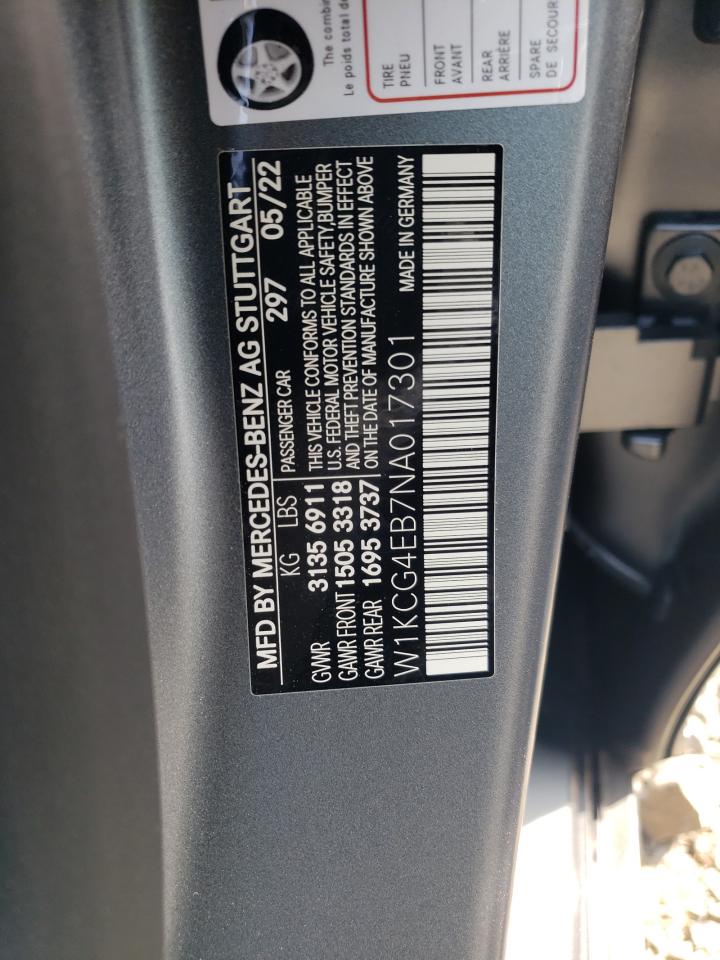 The combin
Le poids total de
TIRE
PNEU
FRONT
AVANT
REAR
ARRIÈRE
SPARE
DE SECOURS
MFD BY MERCEDES-BENZ AG STUTTGART
KG LBS PASSENGER CAR 297 05/22
GVWR 3135 6911
GAWR FRONT 1505 3318
GAWR REAR 1695 3737
THIS VEHICLE CONFORMS TO ALL APPLICABLE
U.S. FEDERAL MOTOR VEHICLE SAFETY,BUMPER
AND THEFT PREVENTION STANDARDS IN EFFECT
ON THE DATE OF MANUFACTURE SHOWN ABOVE
W1KCG4EB7NA017301 MADE IN GERMANY